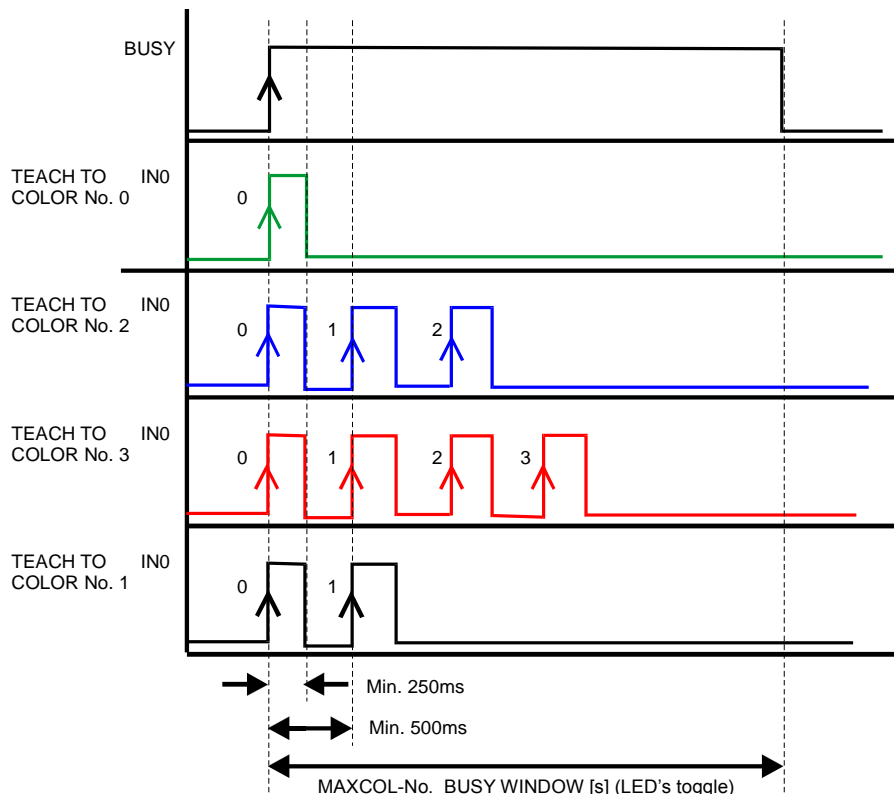 BUSY
TEACH TO IN0
COLOR No. 0
0
TEACH TO IN0
COLOR No. 2
0 1 2
TEACH TO IN0
COLOR No. 3
0 1 2 3
TEACH TO IN0
COLOR No. 1
0 1
Min. 250ms
Min. 500ms
MAXCOL-No. BUSY WINDOW [s] (LED's toggle)